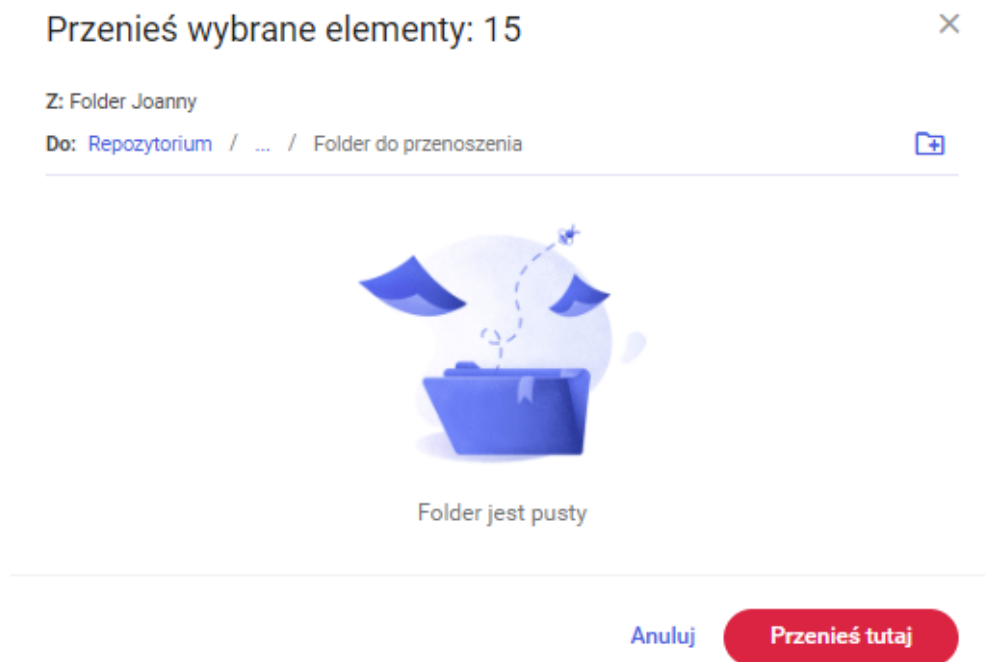 Przenieś wybrane elementy: 15
Z: Folder Joanny
Do: Repozytorium / ... / Folder do przenoszenia
Folder jest pusty
Anuluj Przenieś tutaj